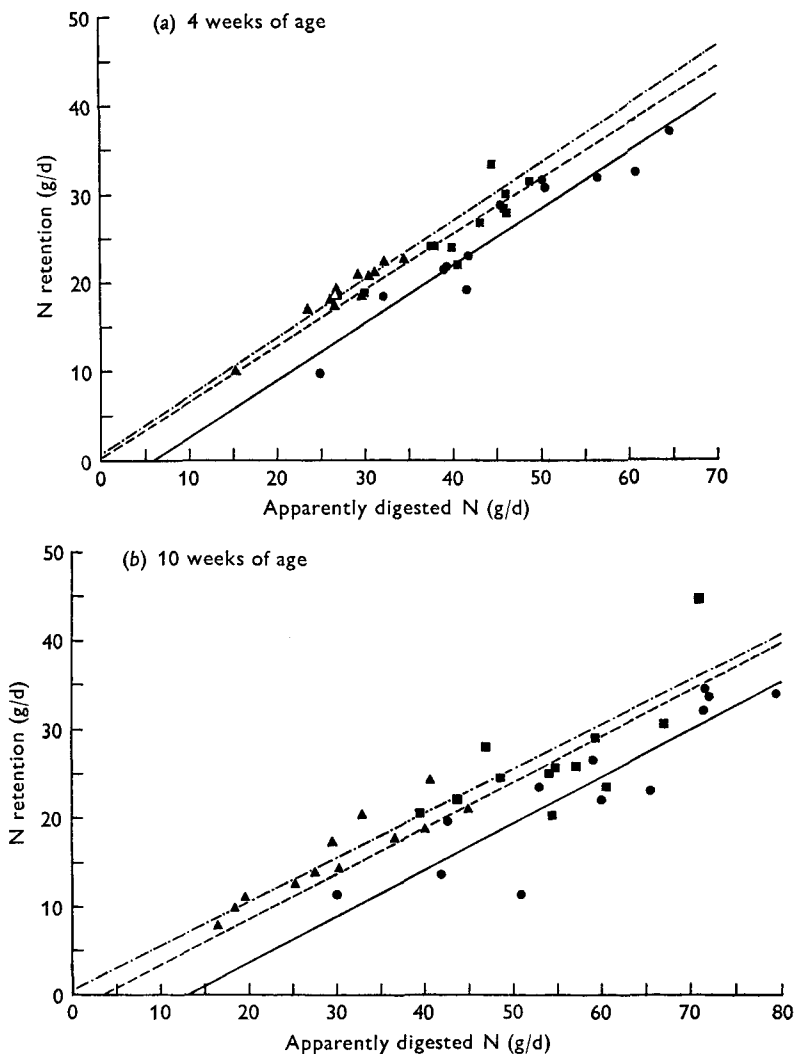 (a) 4 weeks of age
50
40
30
20
10
0
N retention (g/d)
0 10 20 30 40 50 60 70
Apparently digested N (g/d)
(b) 10 weeks of age
50
40
30
20
10
0
N retention (g/d)
0 10 20 30 40 50 60 70 80
Apparently digested N (g/d)